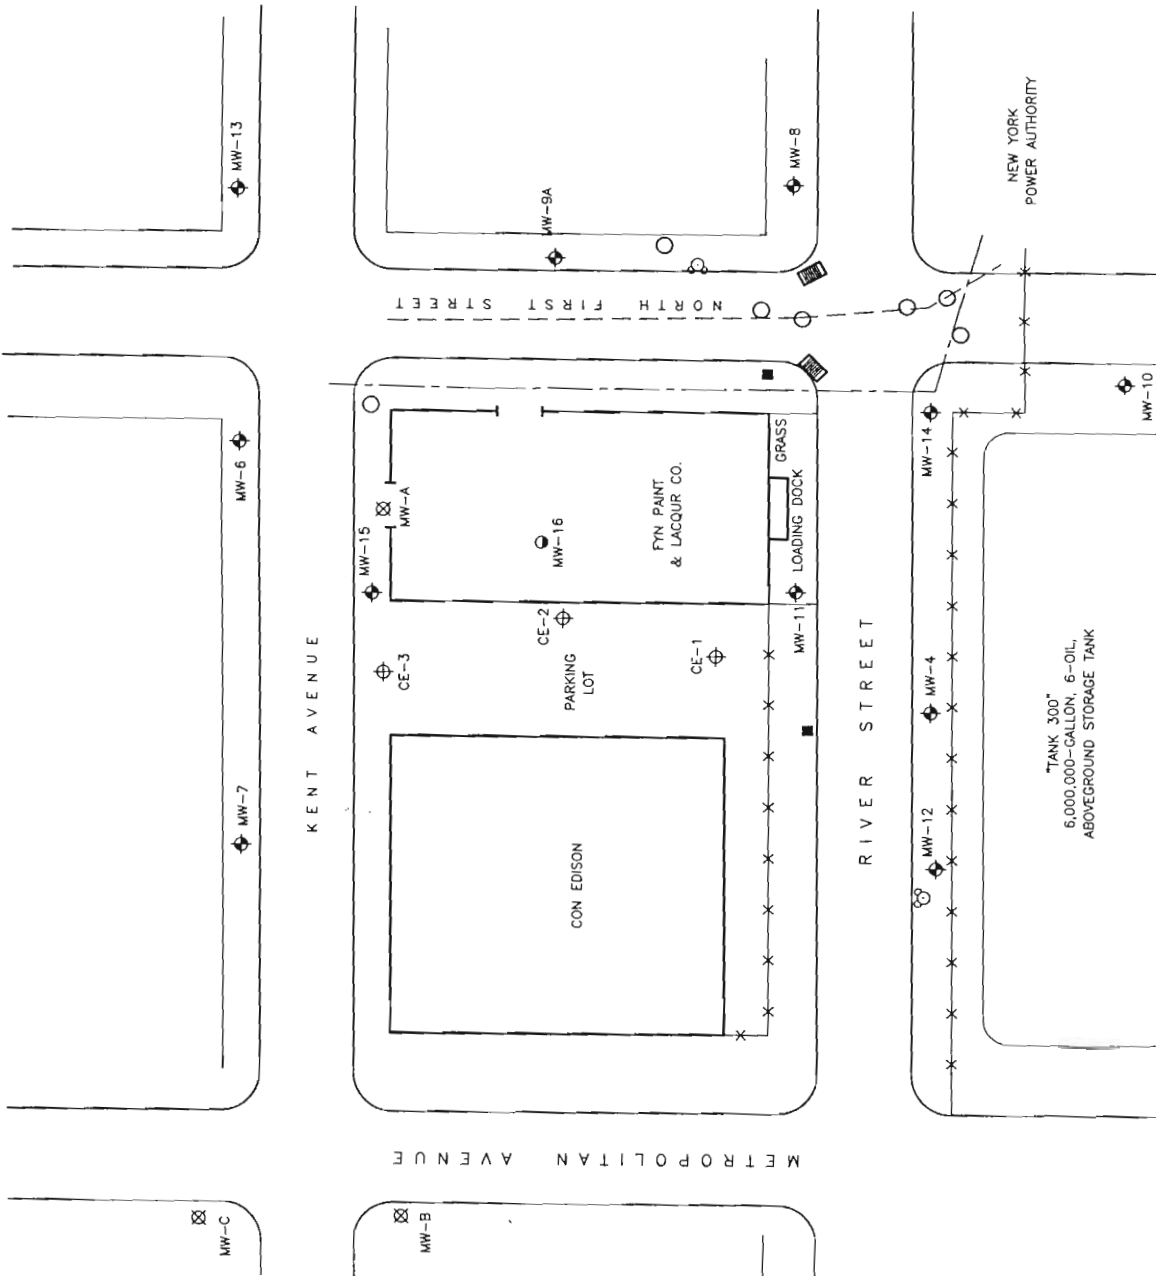 MW-13
MW-8
NEW YORK
POWER AUTHORITY
MW-9A
NORTH FIRST STREET
MW-10
MW-6
MW-A
MW-15
MW-16
FYN PAINT
& LACQUR CO.
GRASS
LOADING DOCK
MW-14
CE-3
CE-2
CE-1
MW-11
PARKING
LOT
KENT AVENUE
RIVER STREET
MW-4
MW-7
CON EDISON
MW-12
"TANK 300"
6,000,000-GALLON, 6-OIL,
ABOVEGROUND STORAGE TANK
METROPOLITAN AVENUE
MW-C
MW-B